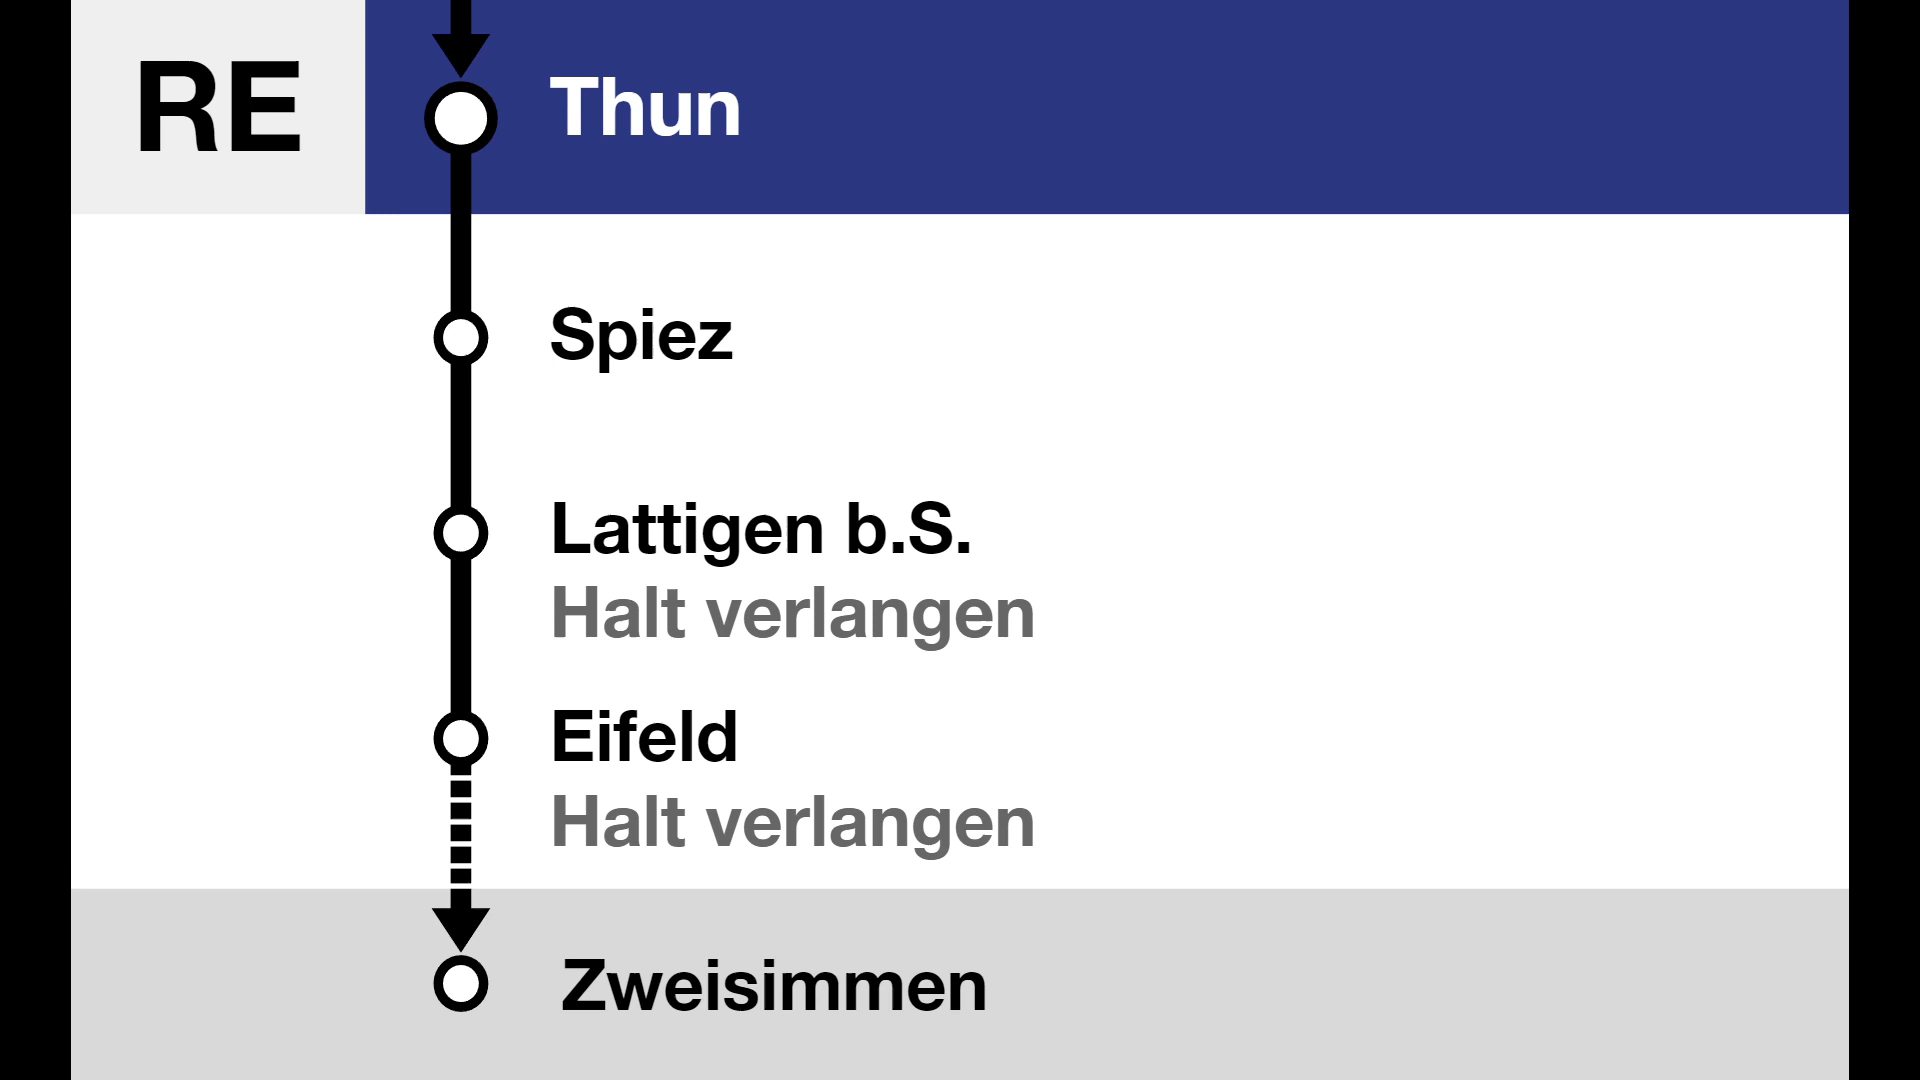 RE
Thun
Spiez
Lattigen b.S.
Halt verlangen
Eifeld
Halt verlangen
Zweisimmen